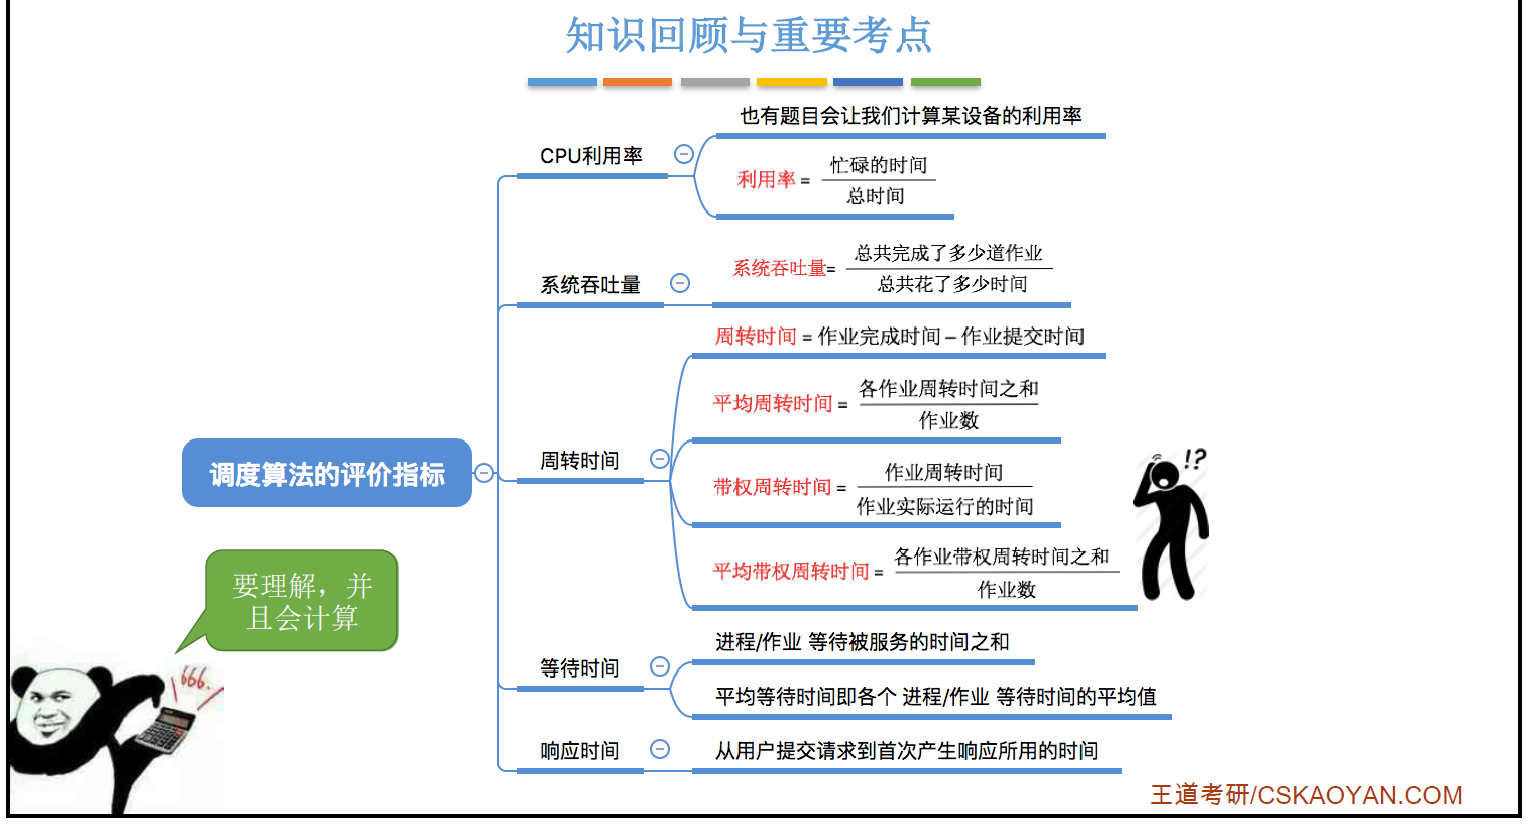 知识回顾与重要考点
也有题目会让我们计算某设备的利用率
CPU利用率
利用率 = 忙碌的时间
总时间
系统吞吐量
系统吞吐量= 总共完成了多少道作业
总共花了多少时间
周转时间 = 作业完成时间 – 作业提交时间
平均周转时间 = 各作业周转时间之和
作业数
周转时间
带权周转时间 = 作业周转时间
作业实际运行的时间
平均带权周转时间 = 各作业带权周转时间之和
作业数
调度算法的评价指标
!?
要理解，并
且会计算
666.
等待时间
进程/作业 等待被服务的时间之和
平均等待时间即各个 进程/作业 等待时间的平均值
响应时间
从用户提交请求到首次产生响应所用的时间
王道考研/CSKAOYAN.COM